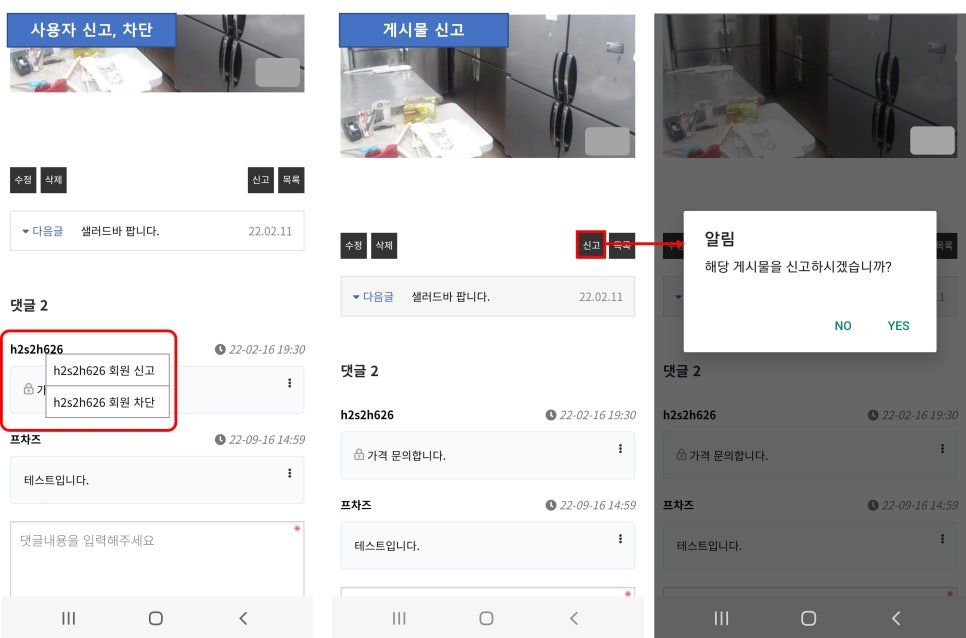 사용자 신고, 차단
수정
삭제
신고
목록
다음글
샐러드바 팝니다.
22.02.11
댓글 2
h2s2h626
22-02-16 19:30
h2s2h626 회원 신고
가
h2s2h626 회원 차단
프차즈
22-09-16 14:59
테스트입니다.
댓글내용을 입력해주세요
게시물 신고
수정
삭제
신고
목록
다음글
샐러드바 팝니다.
22.02.11
댓글 2
h2s2h626
22-02-16 19:30
가격 문의합니다.
프차즈
22-09-16 14:59
테스트입니다.
목록
알림
해당 게시물을 신고하시겠습니까?
NO
YES
댓글 2
h2s2h626
22-02-16 19:30
가격 문의합니다.
프차즈
22-09-16 14:59
테스트입니다.